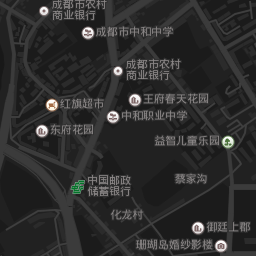 成都市农村
商业银行
成都市中和中学
成都市农村
商业银行
王府春天花园
红旗超市
中和职业中学
东府花园
益智儿童乐园
中国邮政
储蓄银行
蔡家沟
化龙村
御廷上郡
珊瑚岛婚纱影楼